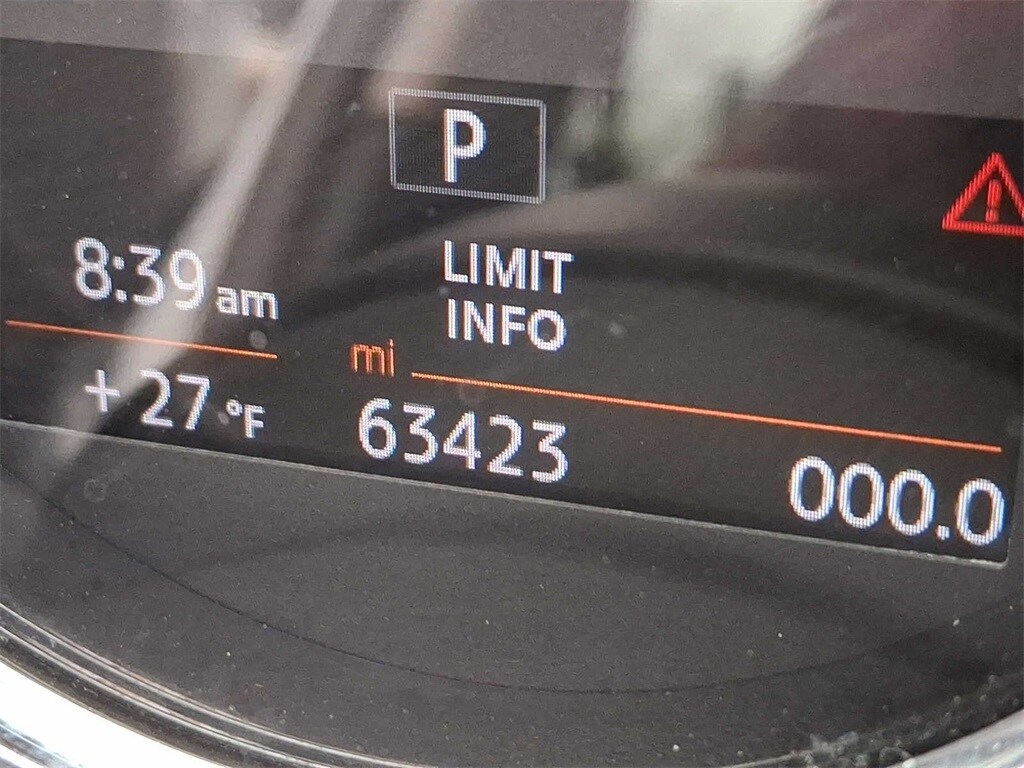 P
!
LIMIT
INFO
8:39 am
+27 °F
mi
63423
000.0